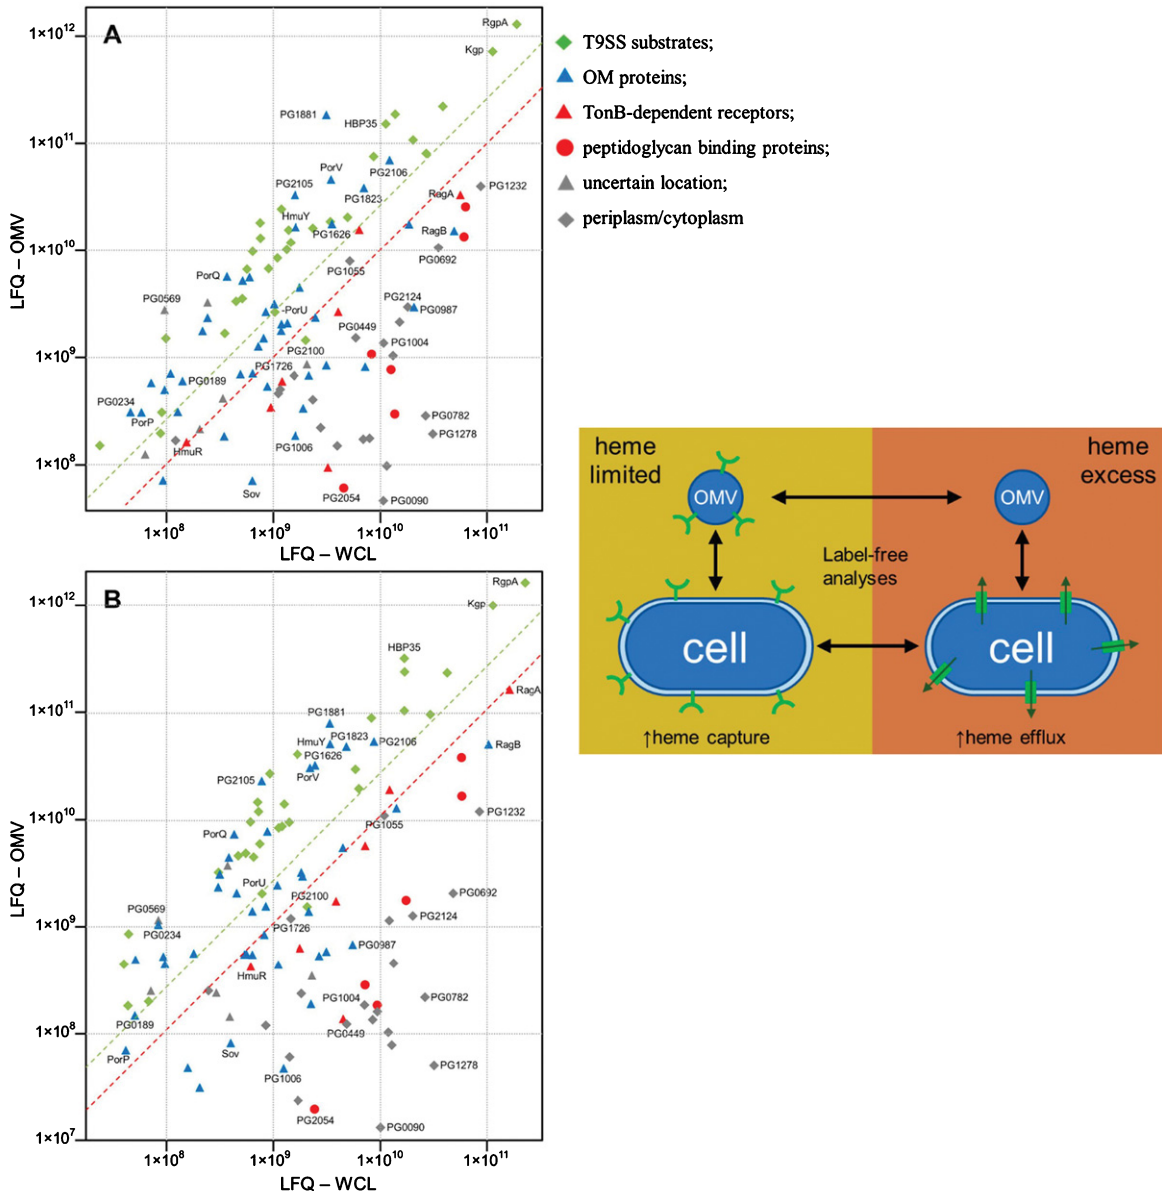 A
1×10¹²
1×10¹¹
1×10¹⁰
1×10⁹
1×10⁸
LFQ – OMV
RgpA
Kgp
PG1881
HBP35
PorV
PG2106
PG2105
PG1823
RagA
PG1232
HmuY
PG1626
RagB
PG0692
PG1055
PorQ
PG0569
PG2124
PG0987
-PorU
PG0449
PG1004
PG2100
PG1726
PG0189
PG0234
PorP
PG0782
PG1278
HmuR
PG1006
Sov
PG2054
PG0090
1×10⁸ 1×10⁹ 1×10¹⁰ 1×10¹¹
LFQ – WCL
T9SS substrates;
OM proteins;
TonB-dependent receptors;
peptidoglycan binding proteins;
uncertain location;
periplasm/cytoplasm
B
1×10¹²
1×10¹¹
1×10¹⁰
1×10⁹
1×10⁸
1×10⁷
LFQ – OMV
RgpA
Kgp
HBP35
RagA
PG1881
PG1823
HmuY
PG2106
RagB
PG1626
PorV
PG2105
PG1232
PG1055
PorQ
PorU
PG2100
PG0692
PG0569
PG2124
PG0234
PG1726
PG0987
HmuR
PG1004
PG0782
PG0189
PG0449
PorP
Sov
PG1278
PG1006
PG2054
PG0090
1×10⁸ 1×10⁹ 1×10¹⁰ 1×10¹¹
LFQ – WCL
heme
limited
heme
excess
OMV
OMV
Label-free
analyses
cell
cell
↑heme capture
↑heme efflux